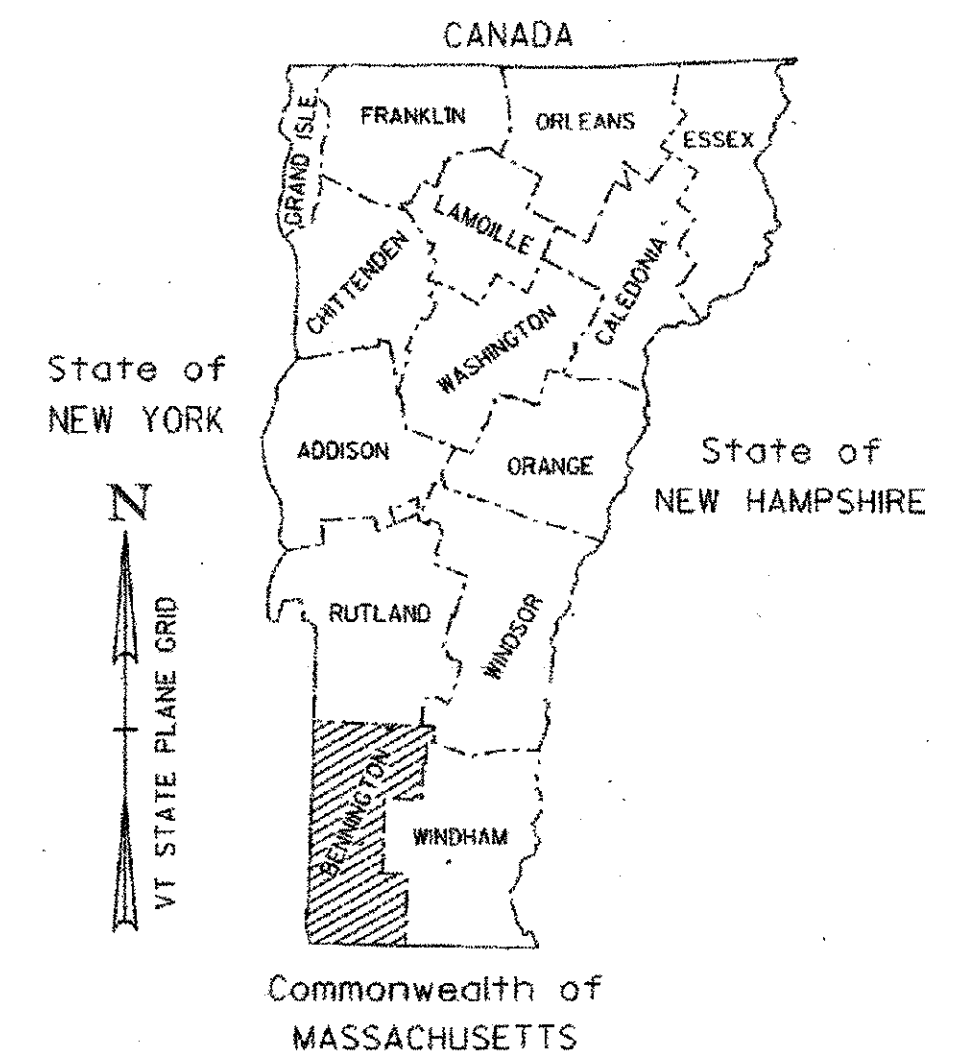 CANADA
GRAND ISLE
FRANKLIN
ORLEANS
ESSEX
LAMOILLE
CHITTENDEN
CALEDONIA
WASHINGTON
State of
NEW YORK
ADDISON
ORANGE
State of
NEW HAMPSHIRE
N
VT STATE PLANE GRID
RUTLAND
WINDSOR
BENNINGTON
WINDHAM
Commonwealth of
MASSACHUSETTS